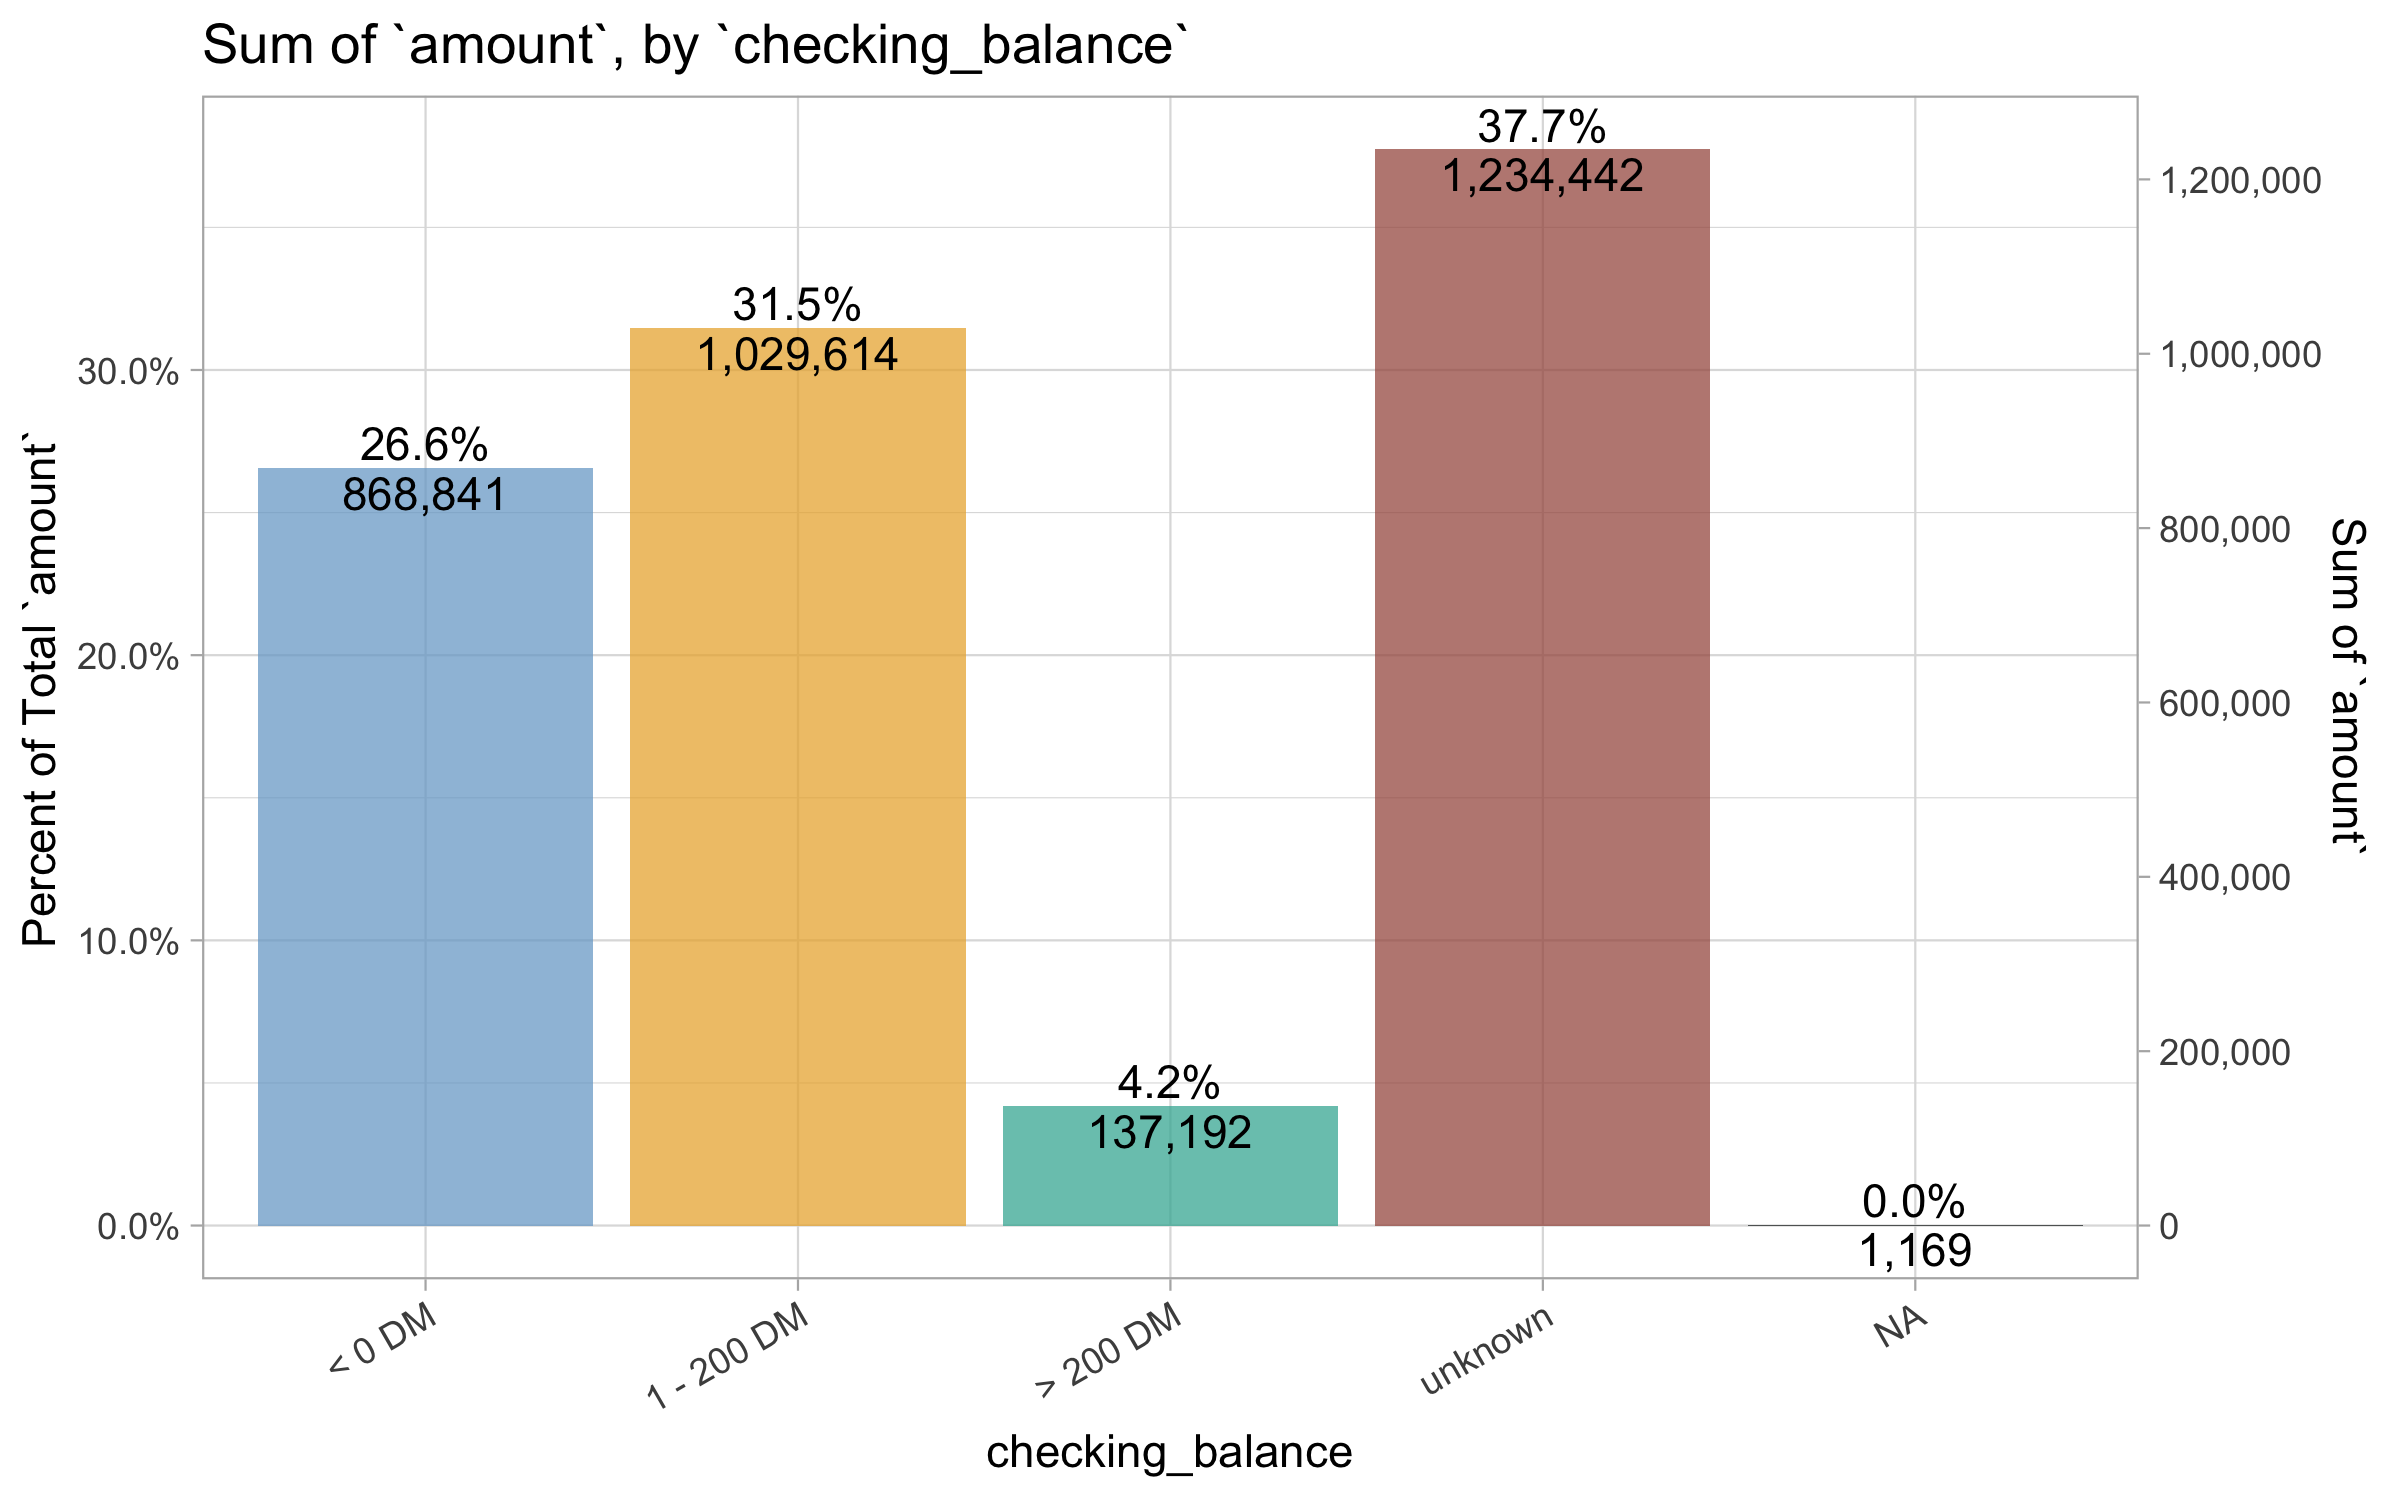 Sum of `amount`, by `checking_balance`
37.7%
1,234,442
1,200,000
31.5%
1,029,614
1,000,000
30.0%
26.6%
868,841
800,000
Percent of Total `amount`
Sum of `amount`
20.0%
600,000
400,000
10.0%
200,000
4.2%
137,192
0.0%
0.0%
0
1,169
< 0 DM
1 - 200 DM
> 200 DM
unknown
NA
checking_balance